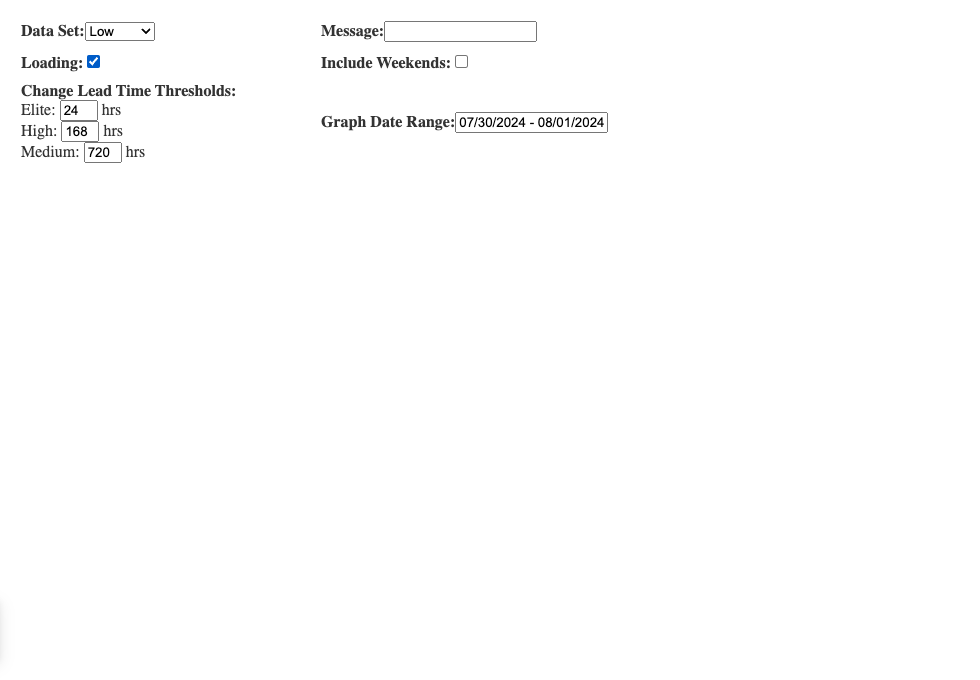 Data Set: Low
Message:
Loading:
Include Weekends:
Change Lead Time Thresholds:
Elite: 24 hrs
High: 168 hrs
Medium: 720 hrs
Graph Date Range: 07/30/2024 - 08/01/2024